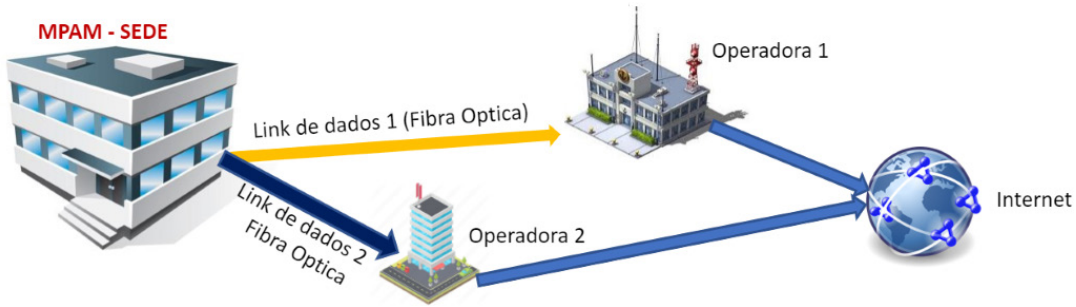 MPAM - SEDE
Operadora 1
Link de dados 1 (Fibra Optica)
Link de dados 2
Fibra Optica
Operadora 2
Internet